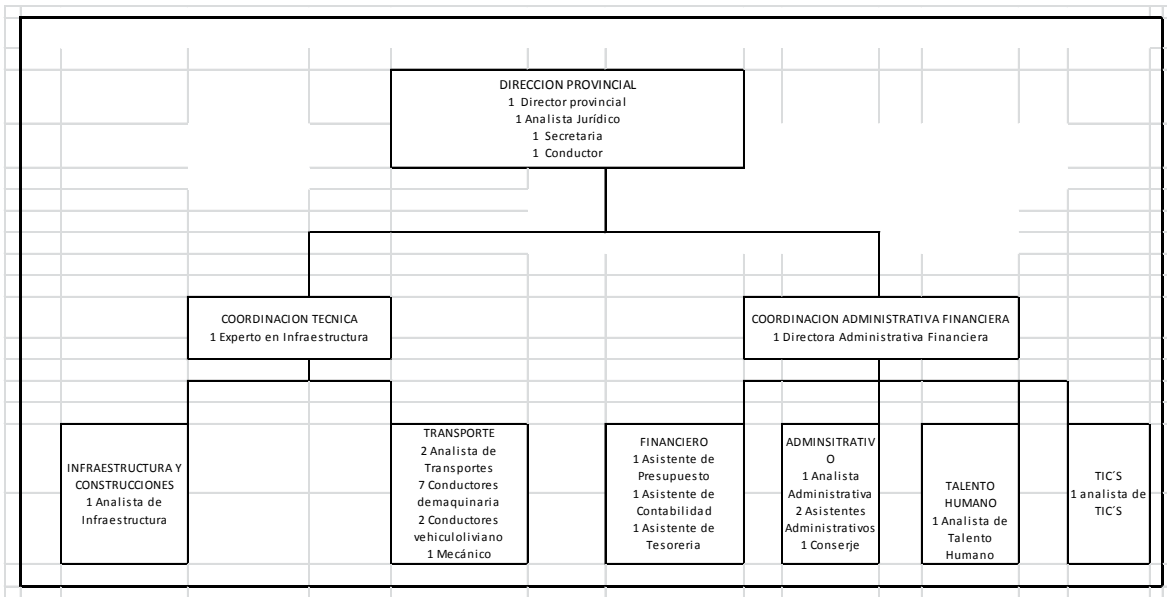 DIRECCION PROVINCIAL
1 Director provincial
1 Analista Jurídico
1 Secretaria
1 Conductor
COORDINACION TECNICA
1 Experto en Infraestructura
COORDINACION ADMINISTRATIVA FINANCIERA
1 Directora Administrativa Financiera
INFRAESTRUCTURA Y
CONSTRUCCIONES
1 Analista de
Infraestructura
TRANSPORTE
2 Analista de
Transportes
7 Conductores
demaquinaria
2 Conductores
vehiculoliviano
1 Mecánico
FINANCIERO
1 Asistente de
Presupuesto
1 Asistente de
Contabilidad
1 Asistente de
Tesoreria
ADMINSITRATIV
O
1 Analista
Administrativa
2 Asistentes
Administrativos
1 Conserje
TALENTO
HUMANO
1 Analista de
Talento
Humano
TIC´S
1 analista de
TIC´S